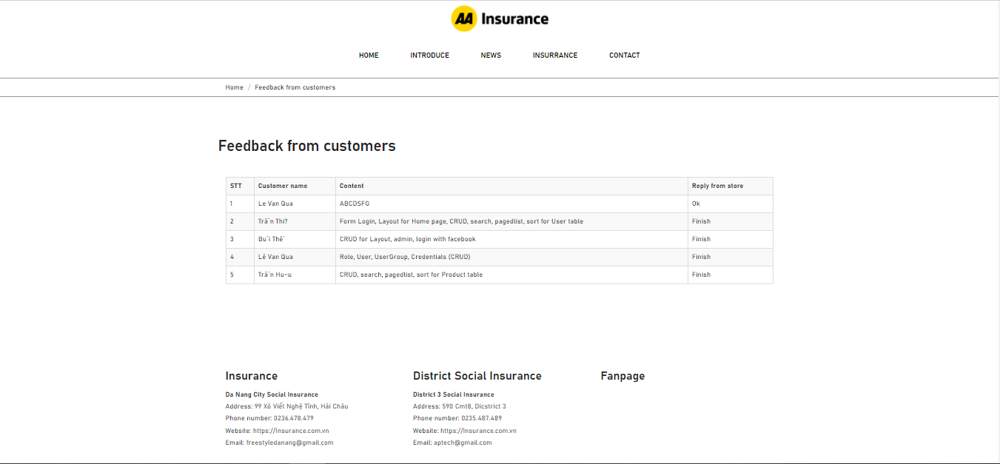 AA Insurance
HOME INTRODUCE NEWS INSURRANCE CONTACT
Home / Feedback from customers
Feedback from customers
STT Customer name Content Reply from store
1 Le Van Qua ABCDSFG Ok
2 Trâ`n Thi? Form Login, Layout for Home page, CRUD, search, pagedlist, sort for User table Finish
3 Bu`i Thê´ CRUD for Layout, admin, login with facebook Finish
4 Lê Van Qua Role, User, UserGroup, Credentials (CRUD) Finish
5 Trâ`n Hu~u CRUD, search, pagedlist, sort for Product table Finish
Insurance District Social Insurance Fanpage
Da Nang City Social Insurance District 3 Social Insurance
Address: 99 Xô Viết Nghệ Tĩnh, Hải Châu Address: 590 Cmt8, Dicstrict 3
Phone number: 0236.478.479 Phone number: 0235.487.489
Website: https://Insurance.com.vn Website: https://Insurance.com.vn
Email: freestyledanang@gmail.com Email: aptech@gmail.com